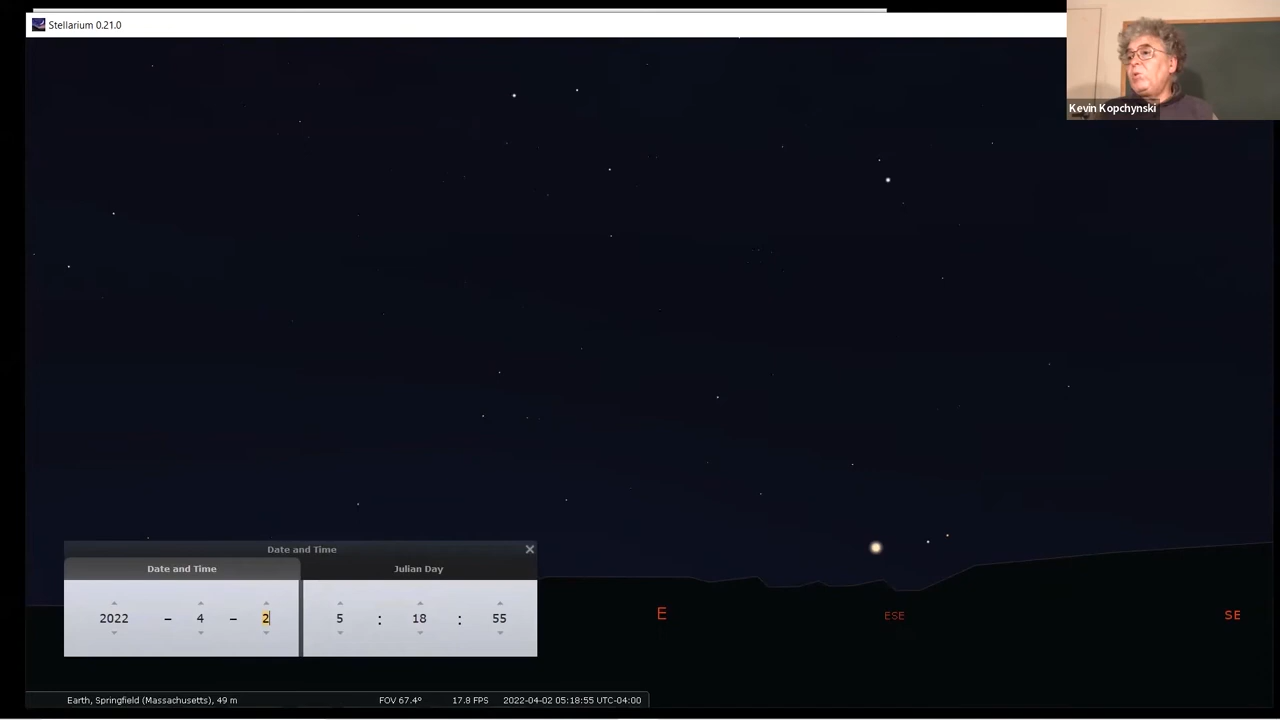 Stellarium 0.21.0
Kevin Kopchynski
Date and Time
Date and Time
Julian Day
2022 – 4 – 2
5 : 18 : 55
E
ESE
SE
Earth, Springfield (Massachusetts), 49 m
FOV 67.4º
17.8 FPS
2022-04-02 05:18:55 UTC-04:00